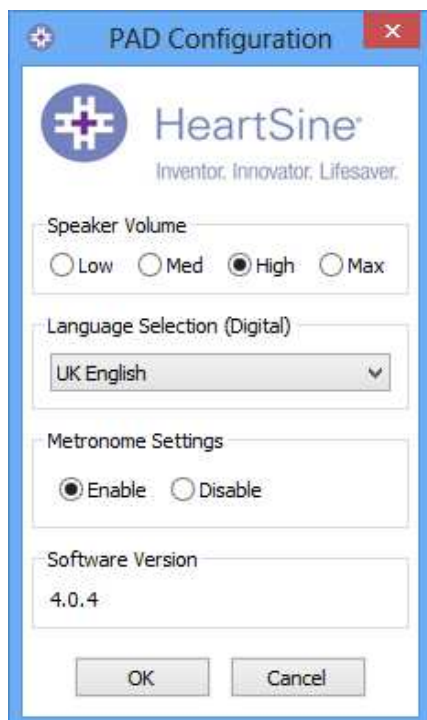 PAD Configuration
HeartSine
Inventor. Innovator. Lifesaver.
Speaker Volume
Low Med High Max
Language Selection (Digital)
UK English
Metronome Settings
Enable Disable
Software Version
4.0.4
OK Cancel